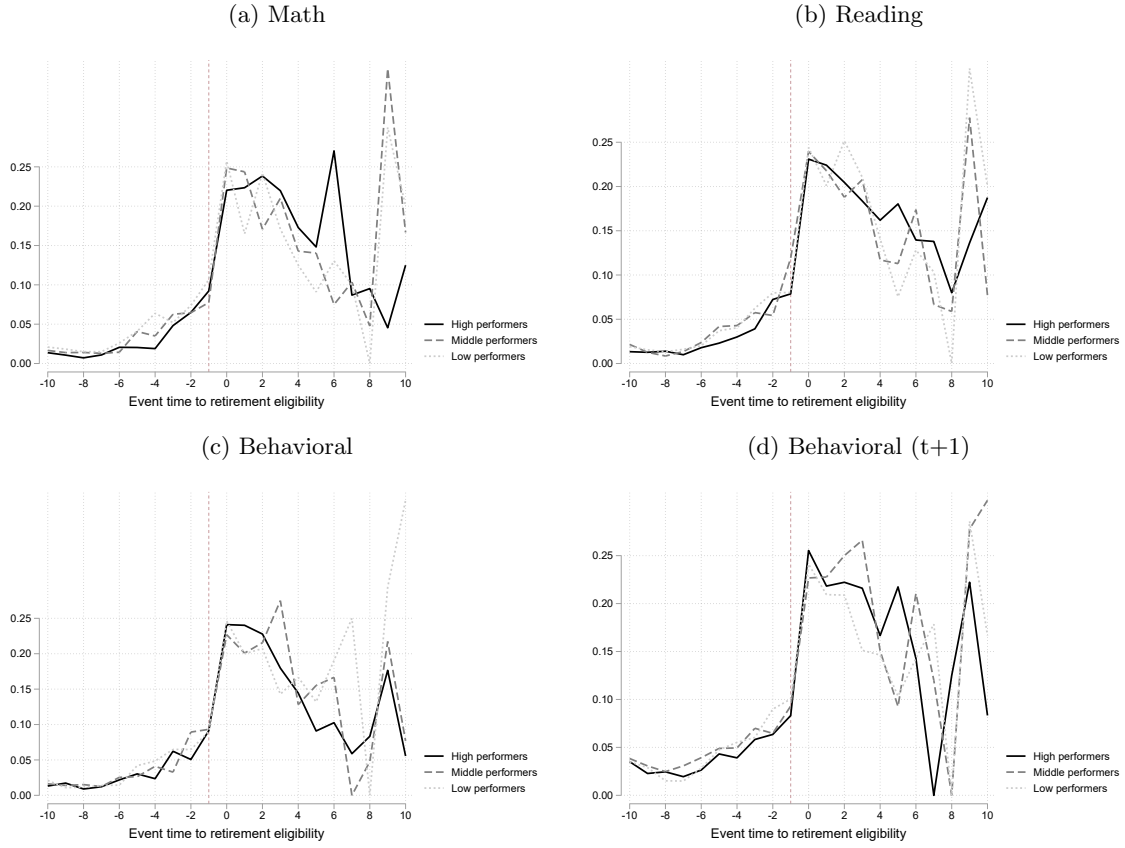 (a) Math
0.25
0.20
0.15
0.10
0.05
0.00
-10 -8 -6 -4 -2 0 2 4 6 8 10
Event time to retirement eligibility
High performers
Middle performers
Low performers
(b) Reading
0.25
0.20
0.15
0.10
0.05
0.00
-10 -8 -6 -4 -2 0 2 4 6 8 10
Event time to retirement eligibility
High performers
Middle performers
Low performers
(c) Behavioral
0.25
0.20
0.15
0.10
0.05
0.00
-10 -8 -6 -4 -2 0 2 4 6 8 10
Event time to retirement eligibility
High performers
Middle performers
Low performers
(d) Behavioral (t+1)
0.25
0.20
0.15
0.10
0.05
0.00
-10 -8 -6 -4 -2 0 2 4 6 8 10
Event time to retirement eligibility
High performers
Middle performers
Low performers